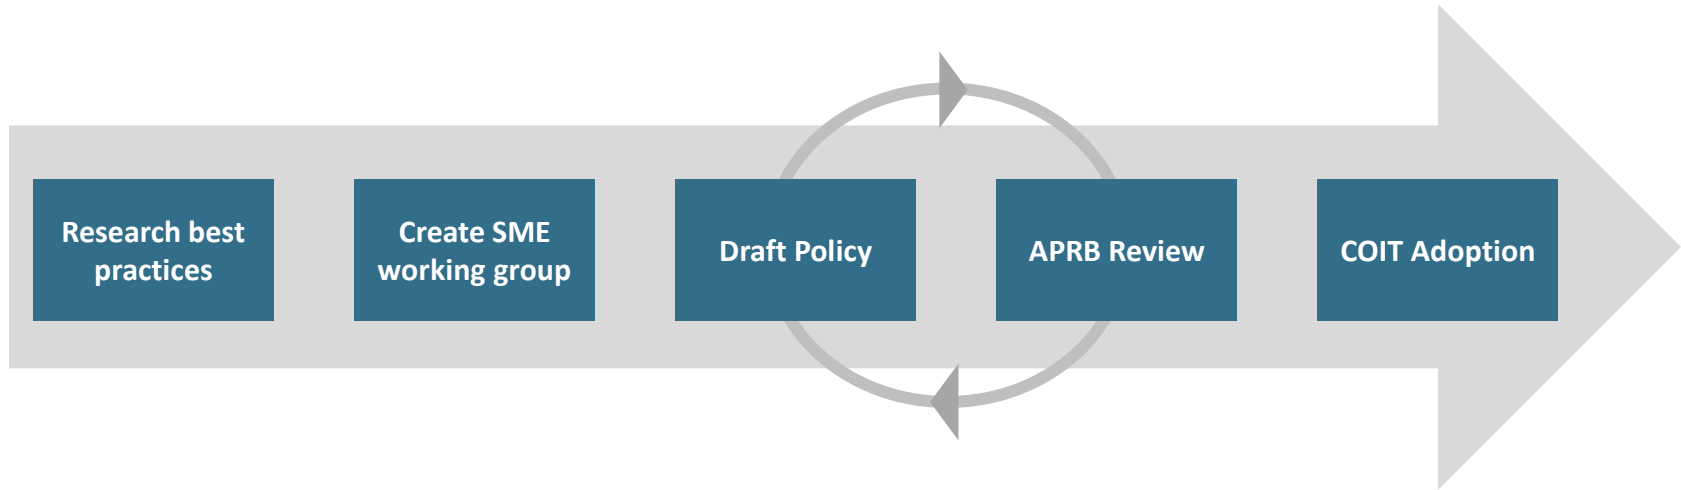 Research best
practices
Create SME
working group
Draft Policy
APRB Review
COIT Adoption